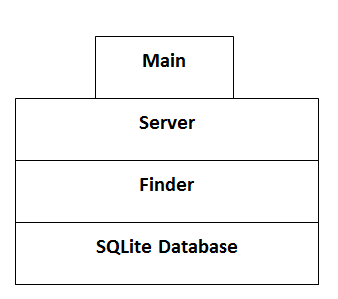 Main
Server
Finder
SQLite Database